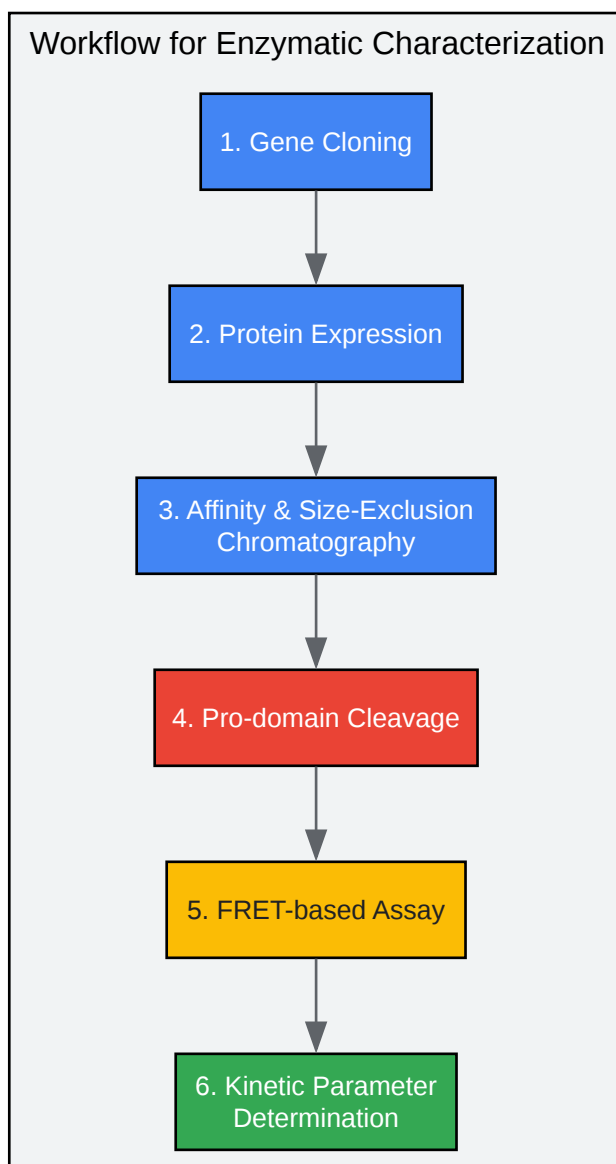 Workflow for Enzymatic Characterization
1. Gene Cloning
2. Protein Expression
3. Affinity & Size-Exclusion
Chromatography
4. Pro-domain Cleavage
5. FRET-based Assay
6. Kinetic Parameter
Determination